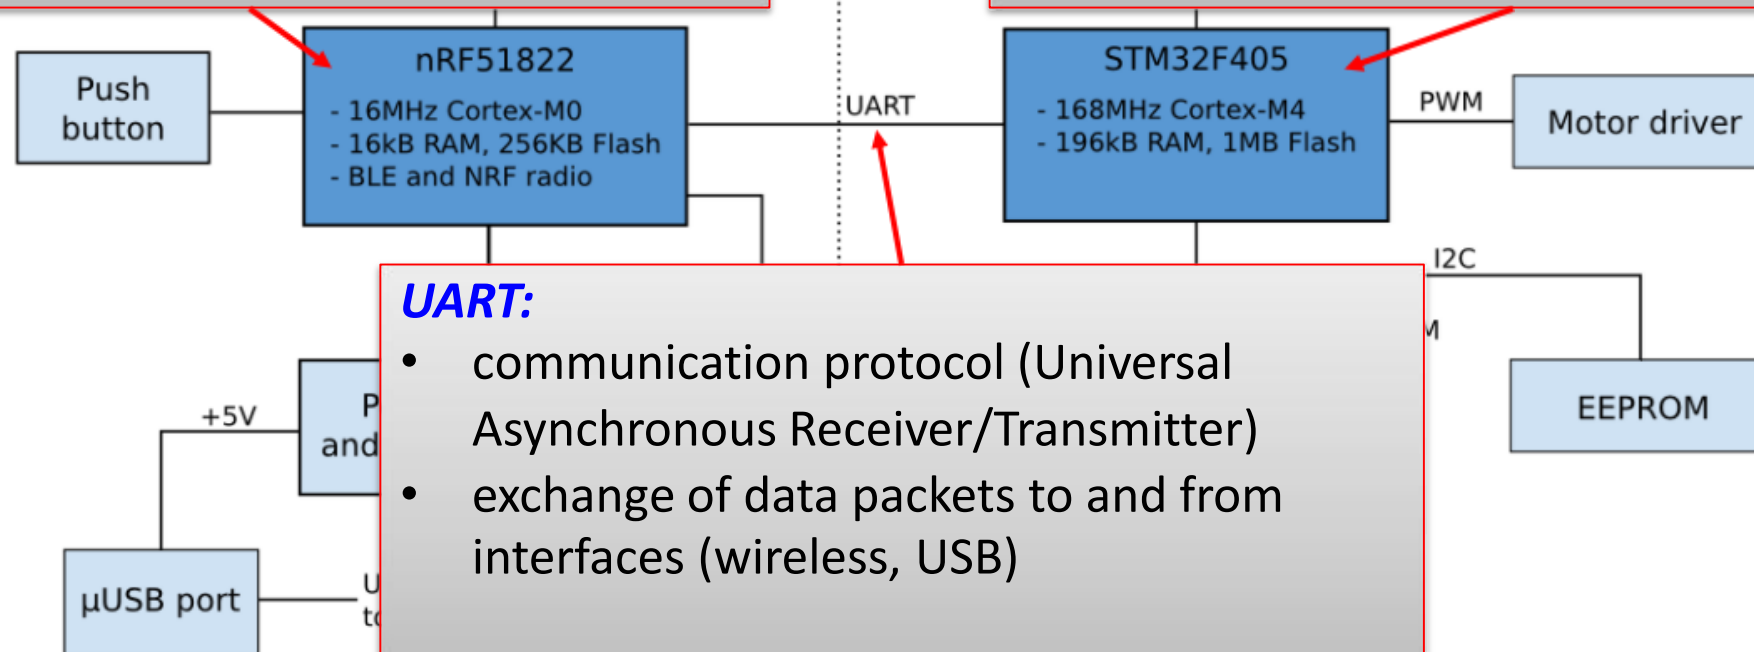 nRF51822
- 16MHz Cortex-M0
- 16kB RAM, 256KB Flash
- BLE and NRF radio
Push
button
UART
STM32F405
- 168MHz Cortex-M4
- 196kB RAM, 1MB Flash
PWM
Motor driver
I2C
EEPROM
+5V
and
µUSB port
UART:
• communication protocol (Universal
Asynchronous Receiver/Transmitter)
• exchange of data packets to and from
interfaces (wireless, USB)